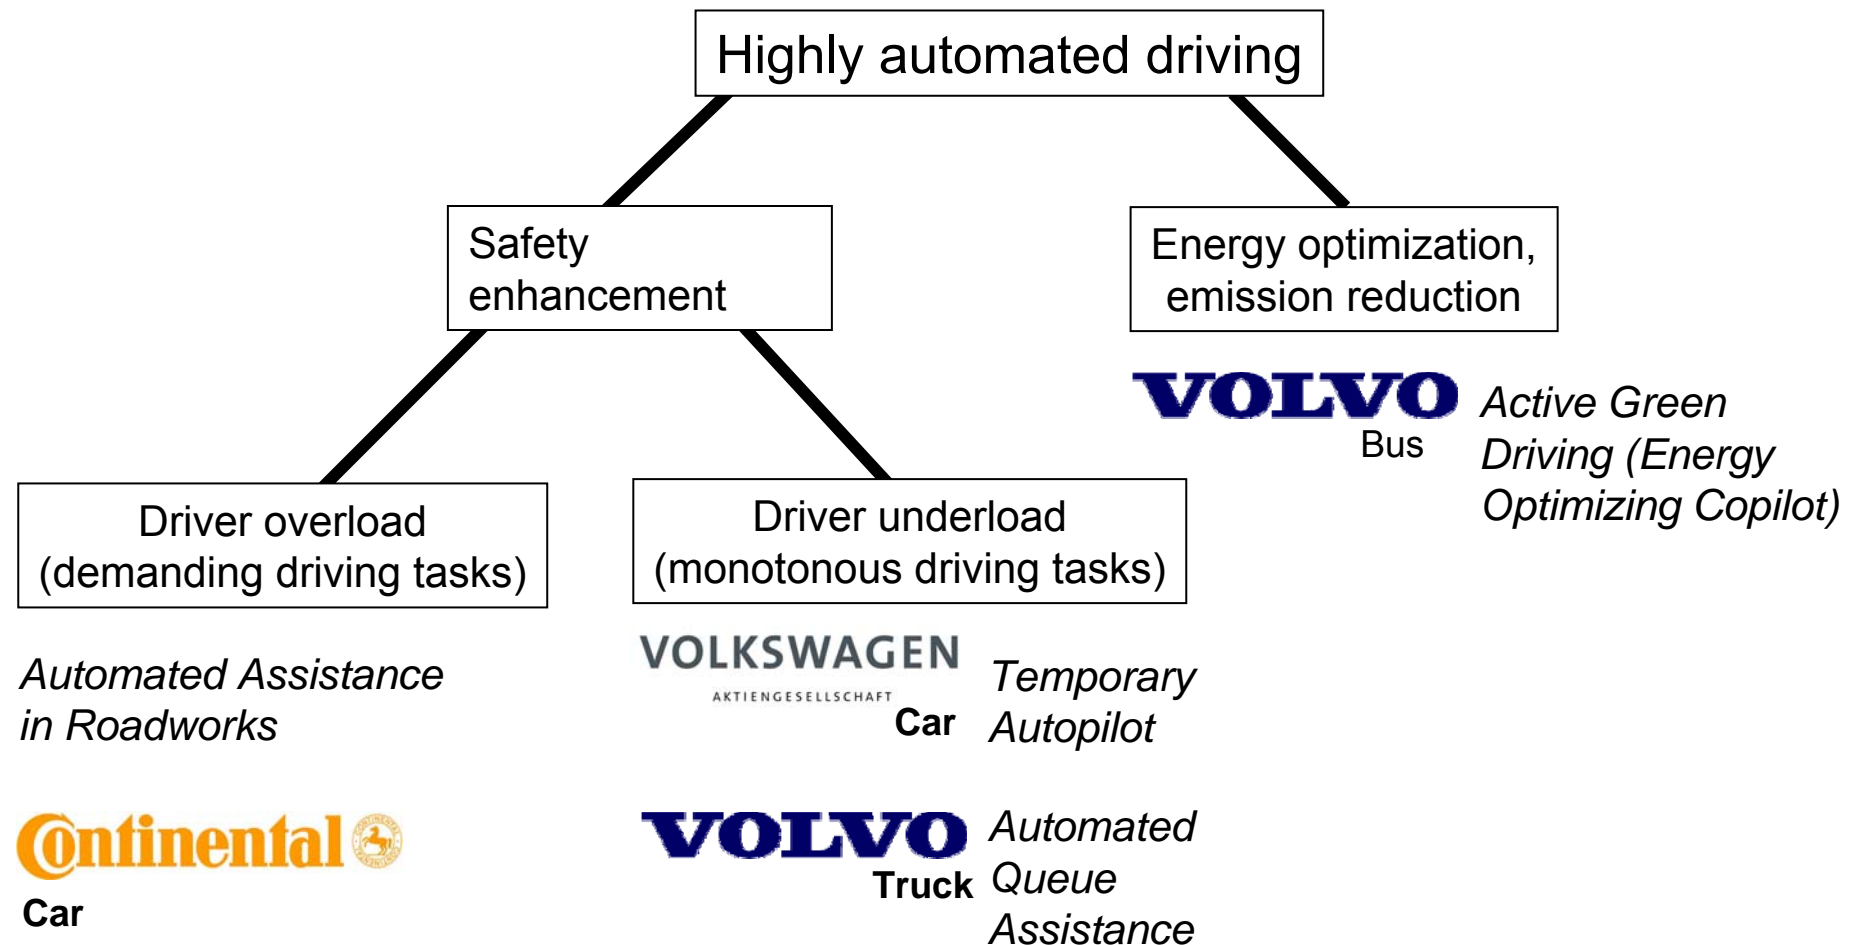 Highly automated driving
Safety
enhancement
Energy optimization,
emission reduction
VOLVO
Bus
Active Green
Driving (Energy
Optimizing Copilot)
Driver overload
(demanding driving tasks)
Driver underload
(monotonous driving tasks)
Automated Assistance
in Roadworks
Continental
Car
VOLKSWAGEN
AKTIENGESELLSCHAFT
Car
Temporary
Autopilot
VOLVO
Truck
Automated
Queue
Assistance